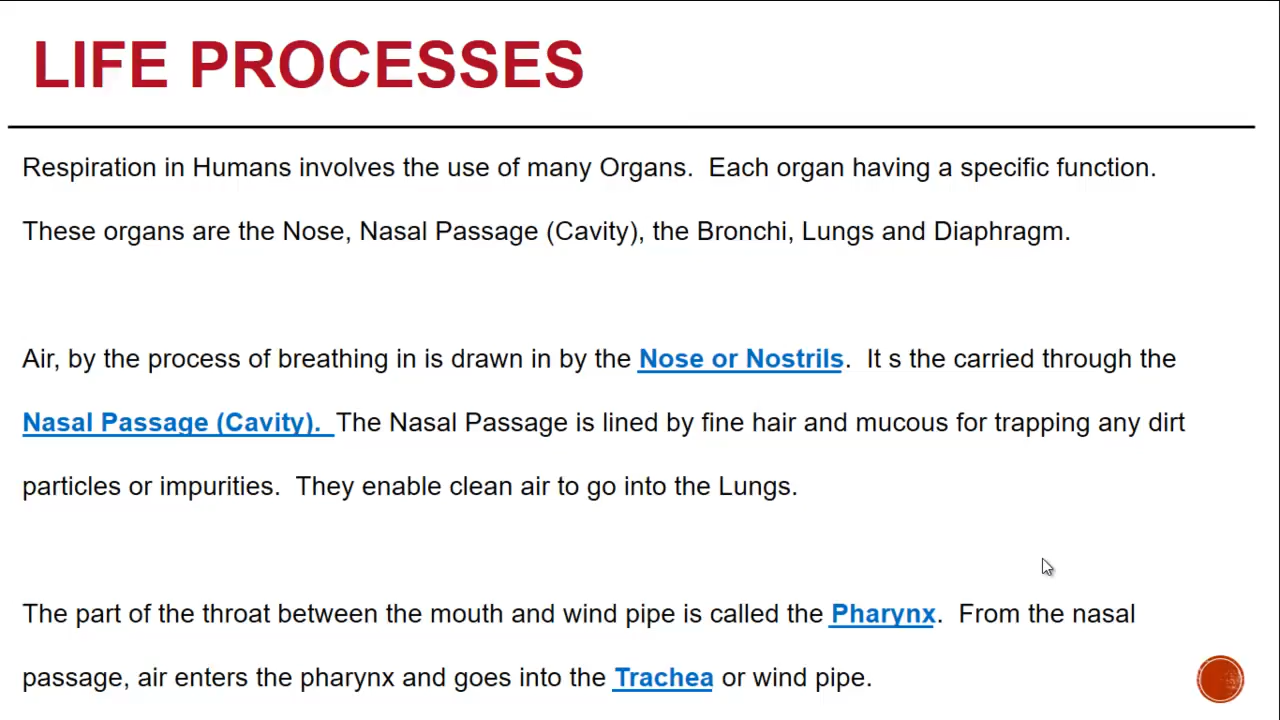 LIFE PROCESSES
Respiration in Humans involves the use of many Organs.  Each organ having a specific function.
These organs are the Nose, Nasal Passage (Cavity), the Bronchi, Lungs and Diaphragm.
Air, by the process of breathing in is drawn in by the Nose or Nostrils.  It s the carried through the
Nasal Passage (Cavity).  The Nasal Passage is lined by fine hair and mucous for trapping any dirt
particles or impurities.  They enable clean air to go into the Lungs.
The part of the throat between the mouth and wind pipe is called the Pharynx.  From the nasal
passage, air enters the pharynx and goes into the Trachea or wind pipe.